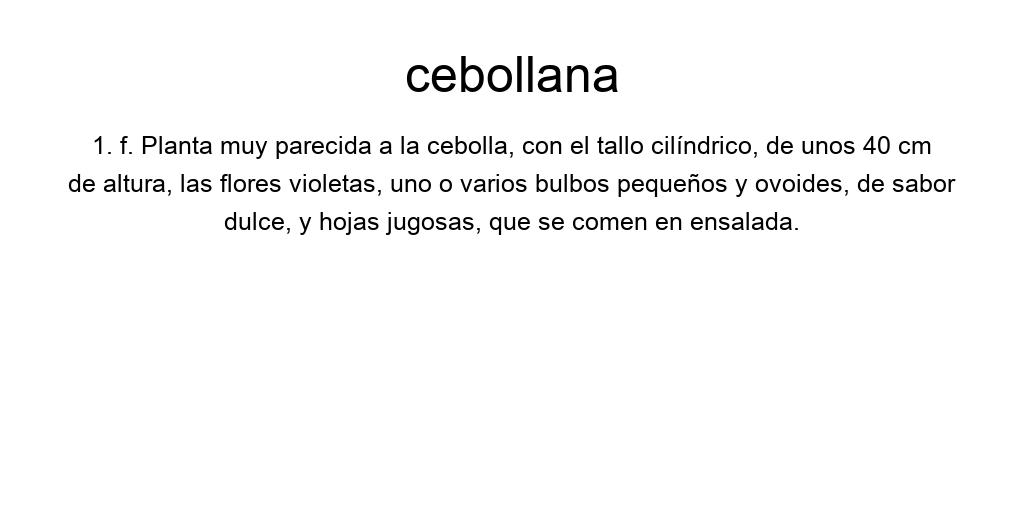 cebollana
1. f. Planta muy parecida a la cebolla, con el tallo cilíndrico, de unos 40 cm
de altura, las flores violetas, uno o varios bulbos pequeños y ovoides, de sabor
dulce, y hojas jugosas, que se comen en ensalada.